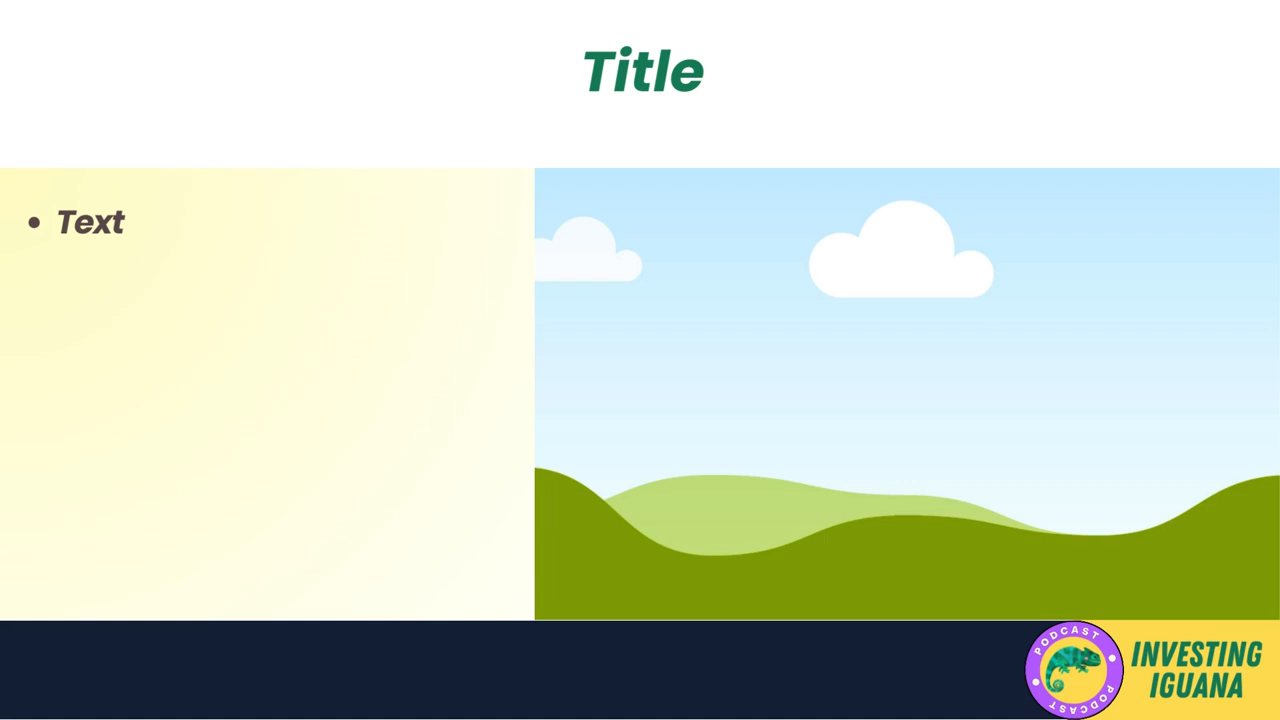 Title
• Text
PODCAST
PODCAST
INVESTING
IGUANA